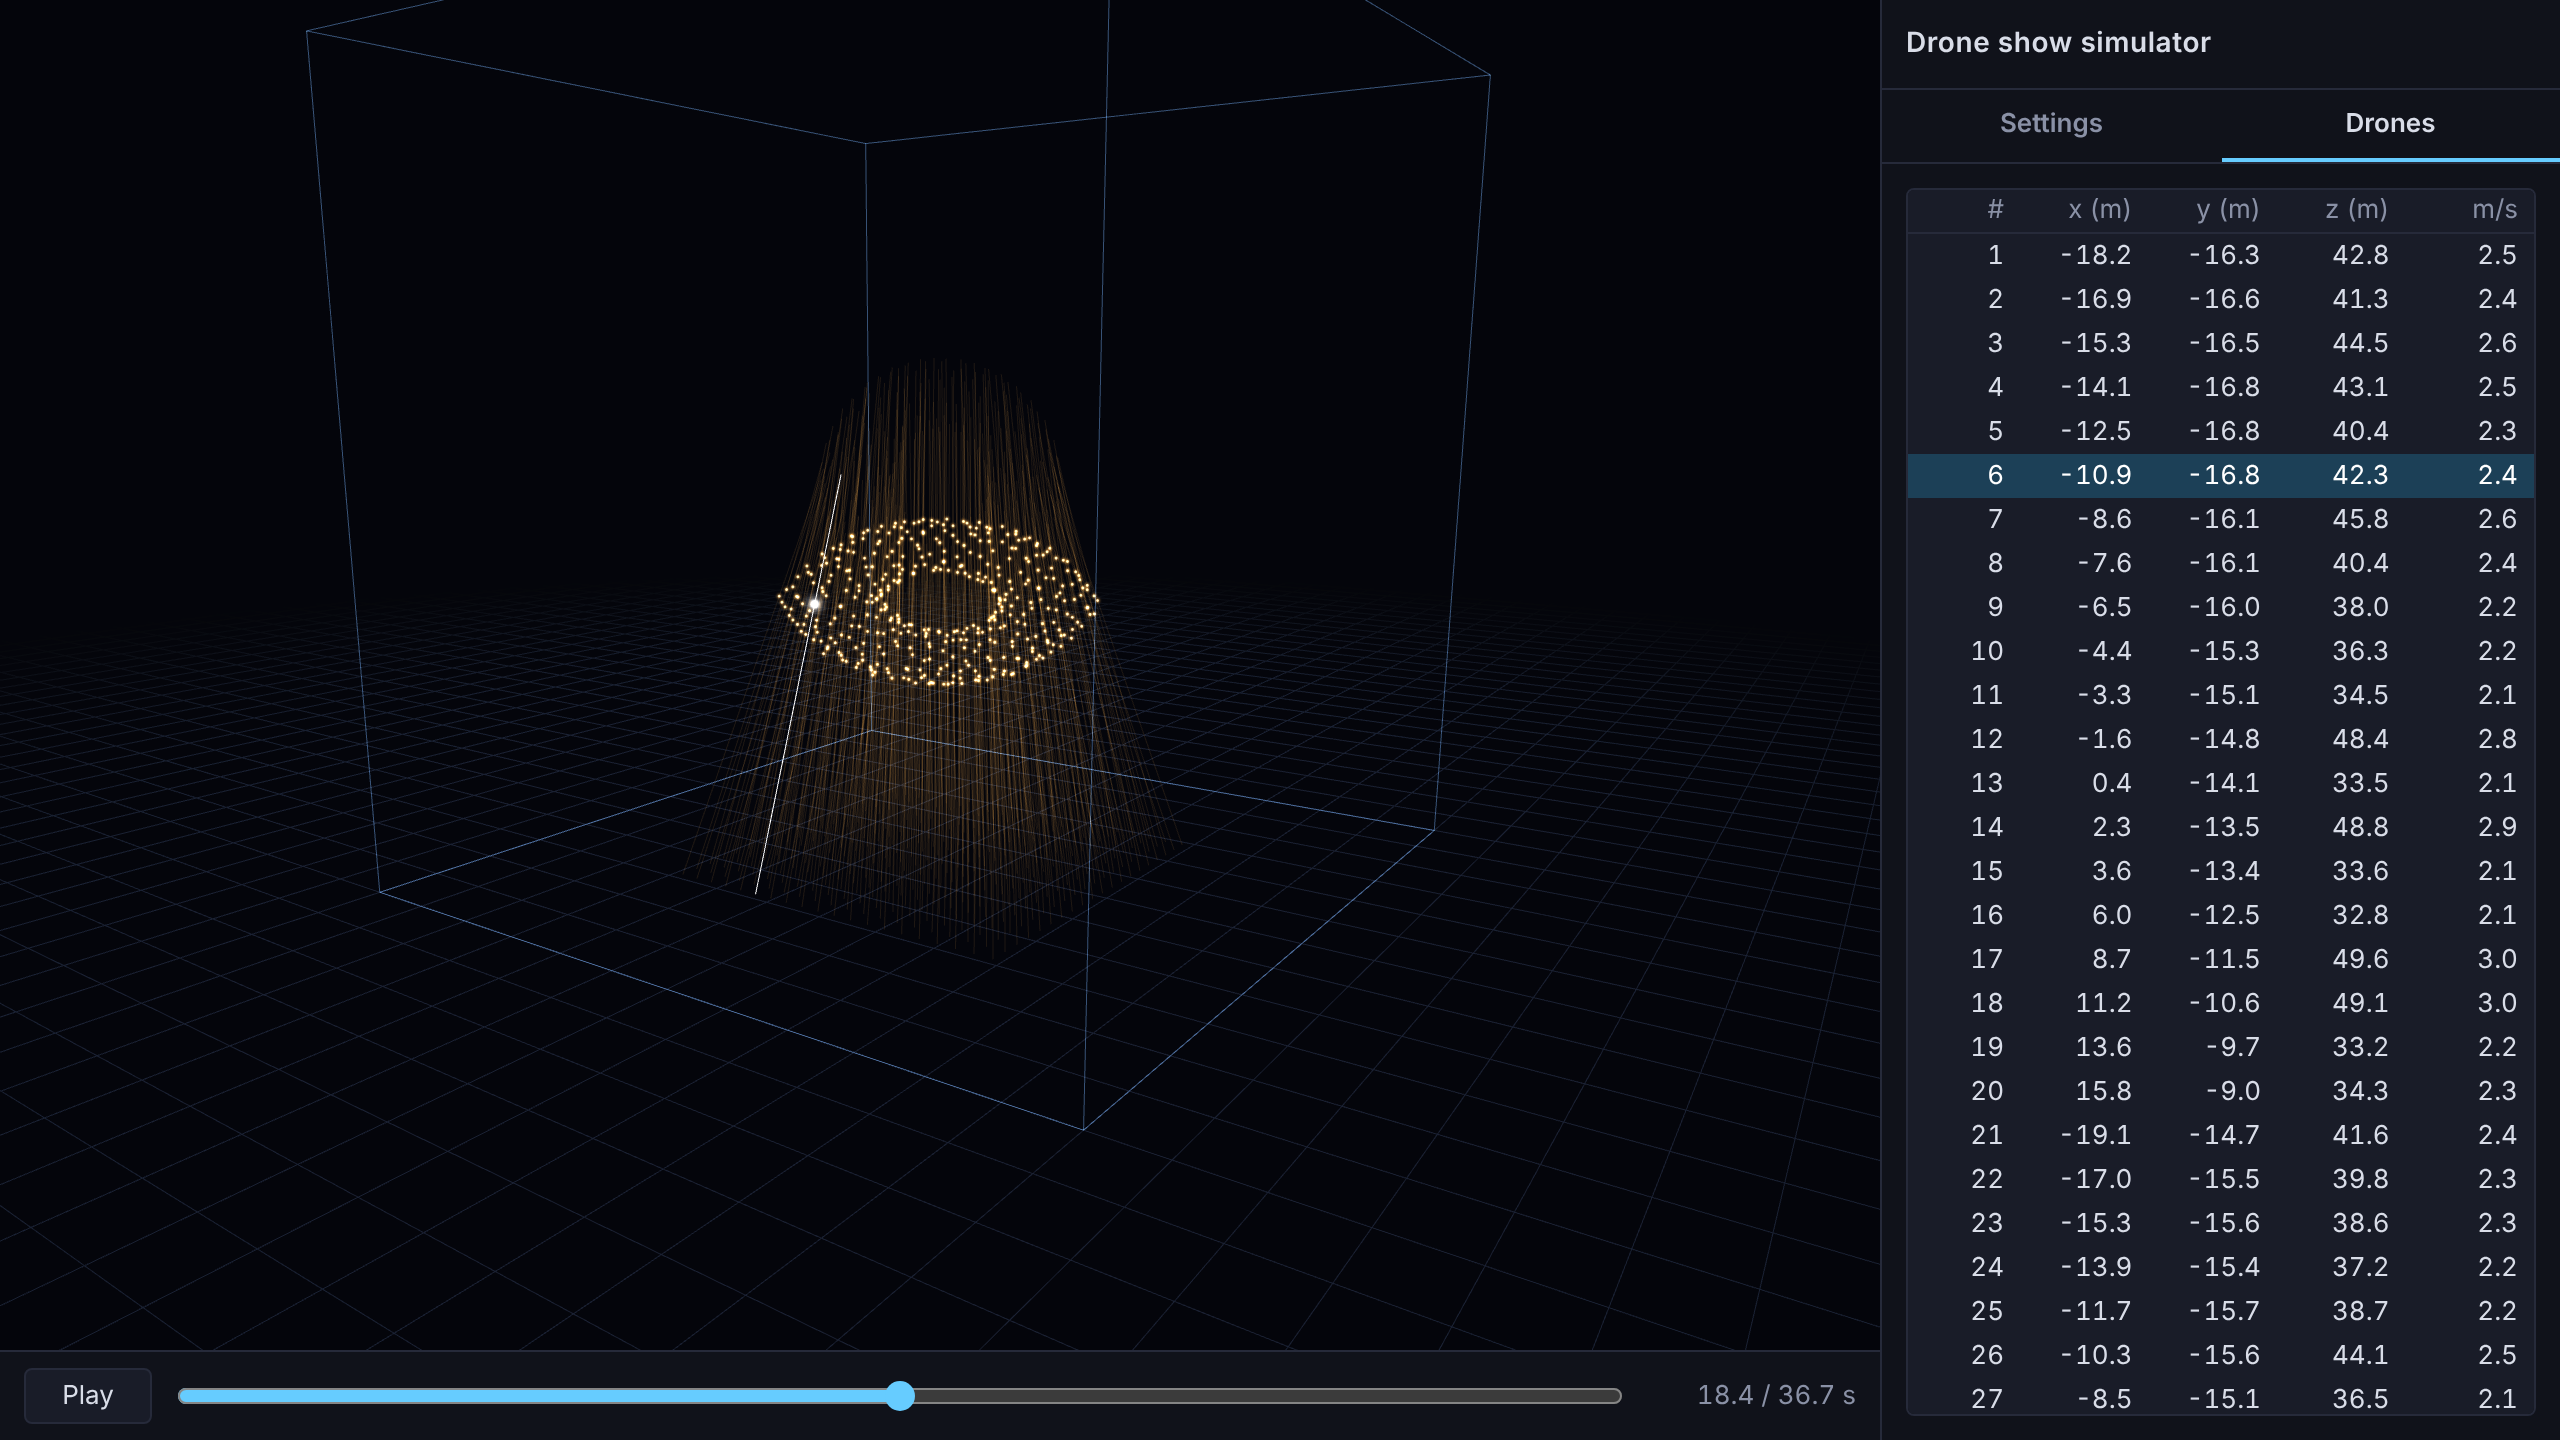 Drone show simulator
Settings Drones
# x (m) y (m) z (m) m/s
1 -18.2 -16.3 42.8 2.5
2 -16.9 -16.6 41.3 2.4
3 -15.3 -16.5 44.5 2.6
4 -14.1 -16.8 43.1 2.5
5 -12.5 -16.8 40.4 2.3
6 -10.9 -16.8 42.3 2.4
7 -8.6 -16.1 45.8 2.6
8 -7.6 -16.1 40.4 2.4
9 -6.5 -16.0 38.0 2.2
10 -4.4 -15.3 36.3 2.2
11 -3.3 -15.1 34.5 2.1
12 -1.6 -14.8 48.4 2.8
13 0.4 -14.1 33.5 2.1
14 2.3 -13.5 48.8 2.9
15 3.6 -13.4 33.6 2.1
16 6.0 -12.5 32.8 2.1
17 8.7 -11.5 49.6 3.0
18 11.2 -10.6 49.1 3.0
19 13.6 -9.7 33.2 2.2
20 15.8 -9.0 34.3 2.3
21 -19.1 -14.7 41.6 2.4
22 -17.0 -15.5 39.8 2.3
23 -15.3 -15.6 38.6 2.3
24 -13.9 -15.4 37.2 2.2
25 -11.7 -15.7 38.7 2.2
26 -10.3 -15.6 44.1 2.5
27 -8.5 -15.1 36.5 2.1
Play 18.4 / 36.7 s